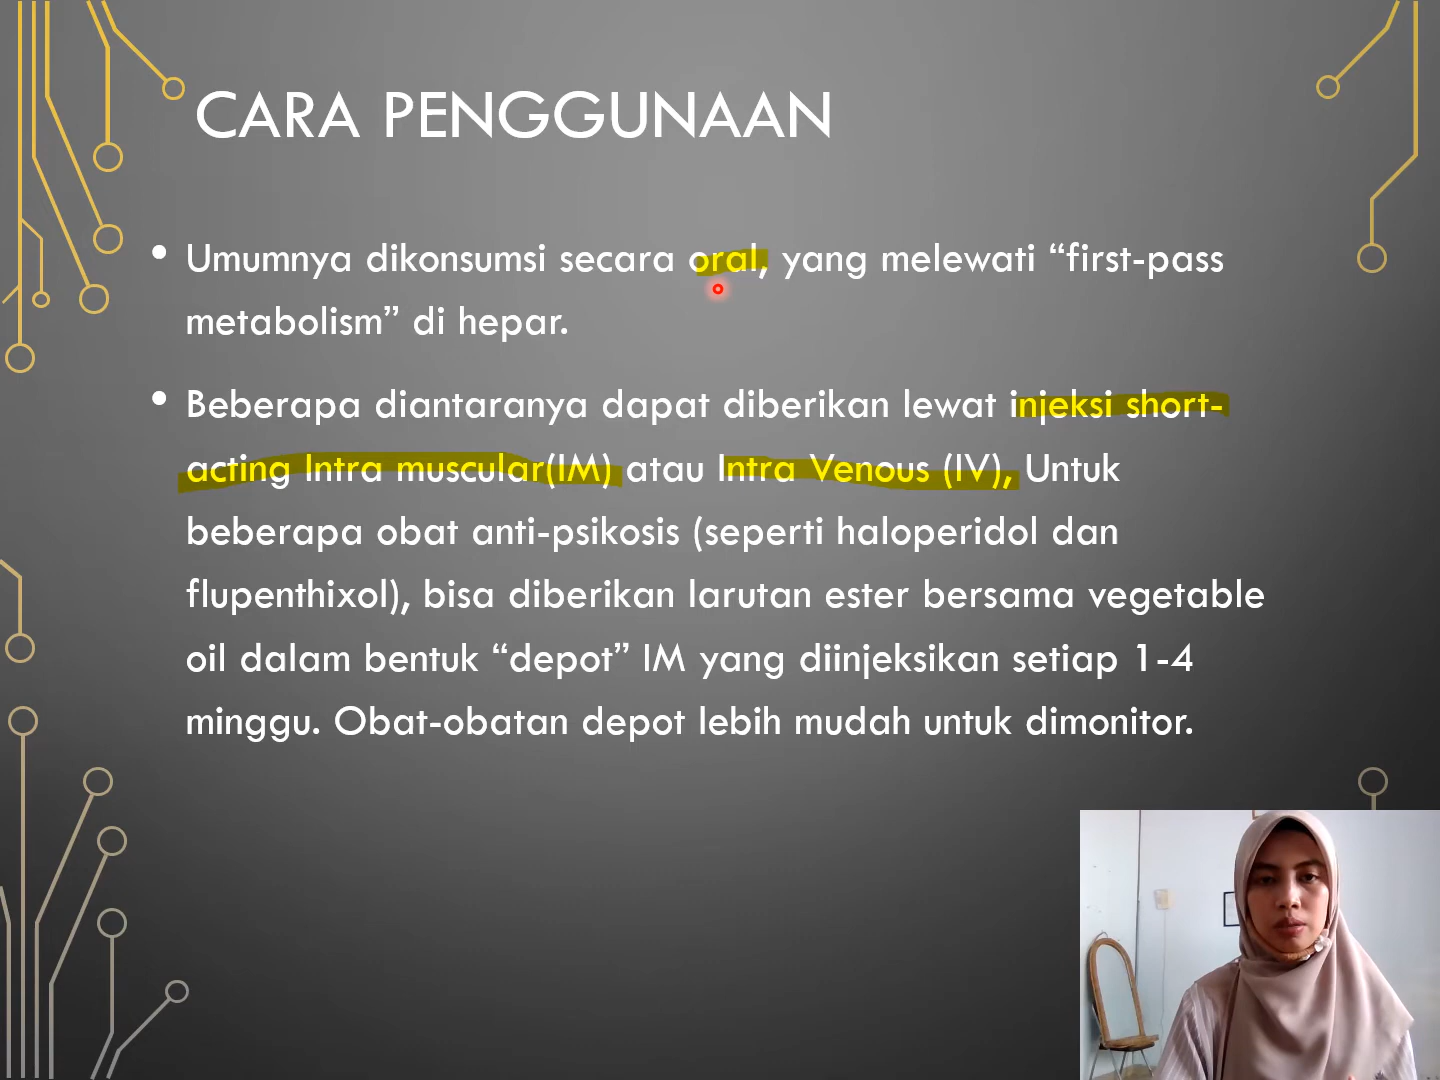 CARA PENGGUNAAN
• Umumnya dikonsumsi secara oral, yang melewati “first-pass
metabolism” di hepar.
• Beberapa diantaranya dapat diberikan lewat injeksi short-
acting Intra muscular(IM) atau Intra Venous (IV), Untuk
beberapa obat anti-psikosis (seperti haloperidol dan
flupenthixol), bisa diberikan larutan ester bersama vegetable
oil dalam bentuk “depot” IM yang diinjeksikan setiap 1-4
minggu. Obat-obatan depot lebih mudah untuk dimonitor.